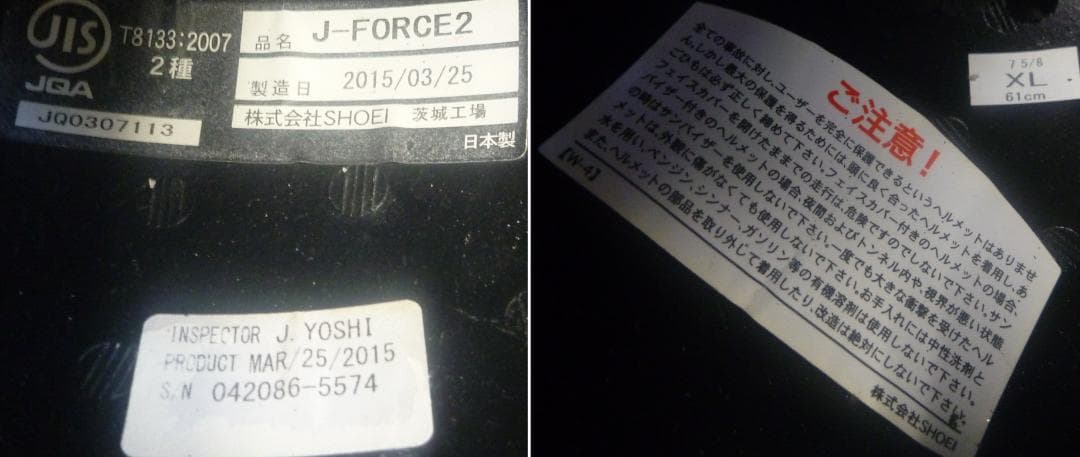 JIS
T8133:2007
2種
JQA
JQ0307113
品名 J-FORCE2
製造日 2015/03/25
株式会社SHOEI 茨城工場
日本製
INSPECTOR J. YOSHI
PRODUCT MAR/25/2015
S/N 042086-5574
7 5/8
XL
61cm
ご注意!
全ての事故に対し、ユーザーを完全に保護できるというヘルメットはありませ
ん。しかし最大の保護を得るためには、頭に良く合ったヘルメットを着用し、あ
ごひもは必ず正しく締めて下さい。フェイスカバー付きのヘルメットの場合、
フェイスカバーを開けたままでの走行は、危険ですのでしないで下さい。サン
バイザー付きのヘルメットの場合、夜間およびトンネル内や、視界が悪い状態
の時はサンバイザーを使用しないで下さい。一度でも大きな衝撃を受けたヘル
メットは、外観に傷がなくても使用しないで下さい。お手入れには中性洗剤と
水を用い、ベンジン、シンナー、ガソリン等の有機溶剤は使用しないで下さい。
また、ヘルメットの部品を取り外して着用したり、改造は絶対にしないで下さい。
【W-4】
株式会社SHOEI